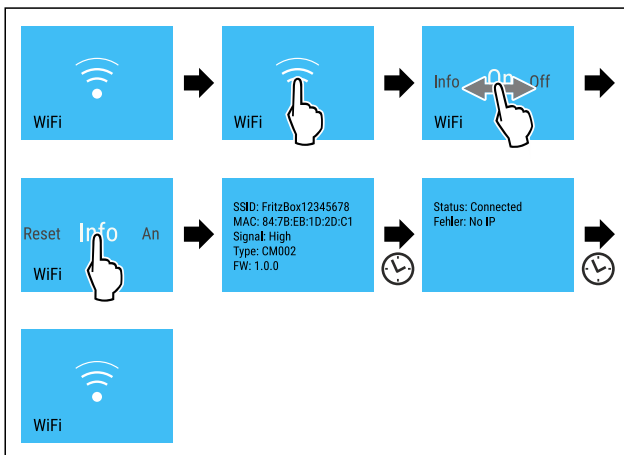 WiFi
WiFi
Info On Off
WiFi
Reset Info An
WiFi
SSID: FritzBox12345678
MAC: 84:7B:EB:1D:2D:C1
Signal: High
Type: CM002
FW: 1.0.0
Status: Connected
Fehler: No IP
WiFi